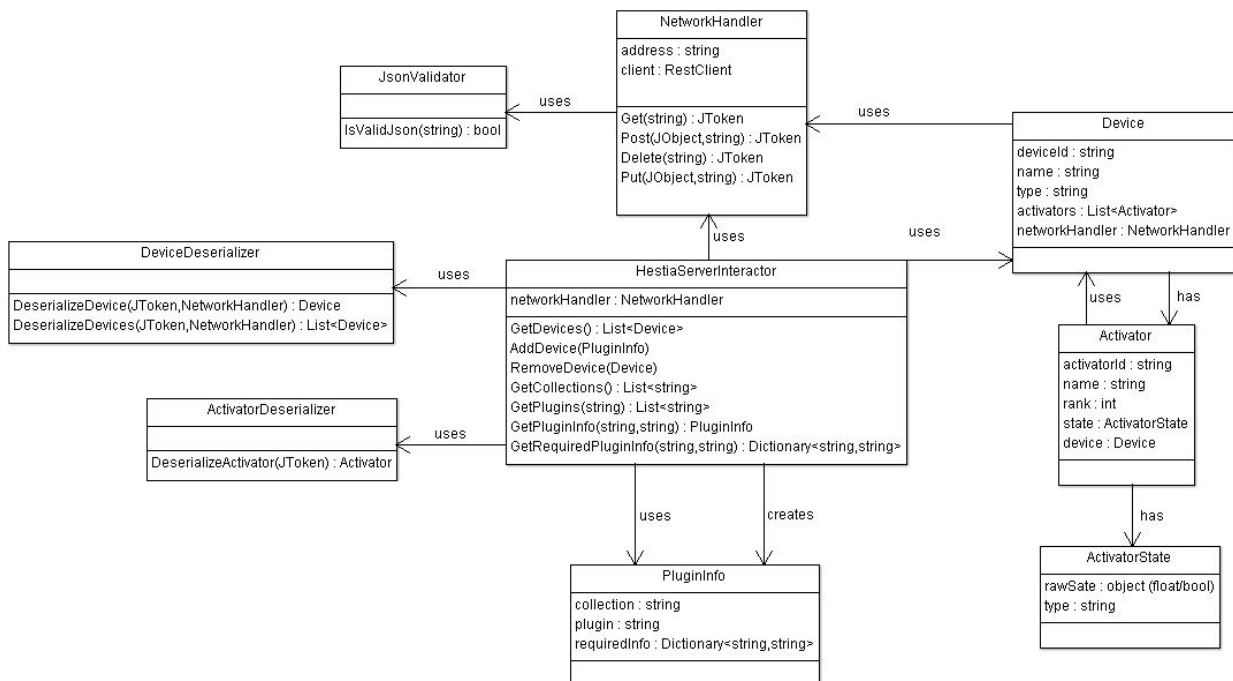 NetworkHandler
address : string
client : RestClient
Get(string) : JToken
Post(JObject,string) : JToken
Delete(string) : JToken
Put(JObject,string) : JToken
JsonValidator
IsValidJson(string) : bool
uses
uses
Device
deviceId : string
name : string
type : string
activators : List<Activator>
networkHandler : NetworkHandler
uses
uses
DeviceDeserializer
DeserializeDevice(JToken,NetworkHandler) : Device
DeserializeDevices(JToken,NetworkHandler) : List<Device>
uses
HestiaServerInteractor
networkHandler : NetworkHandler
GetDevices() : List<Device>
AddDevice(PluginInfo)
RemoveDevice(Device)
GetCollections() : List<string>
GetPlugins(string) : List<string>
GetPluginInfo(string,string) : PluginInfo
GetRequiredPluginInfo(string,string) : Dictionary<string,string>
uses
has
Activator
activatorId : string
name : string
rank : int
state : ActivatorState
device : Device
ActivatorDeserializer
DeserializeActivator(JToken) : Activator
uses
uses
creates
has
PluginInfo
collection : string
plugin : string
requiredInfo : Dictionary<string,string>
ActivatorState
rawSate : object (float/bool)
type : string